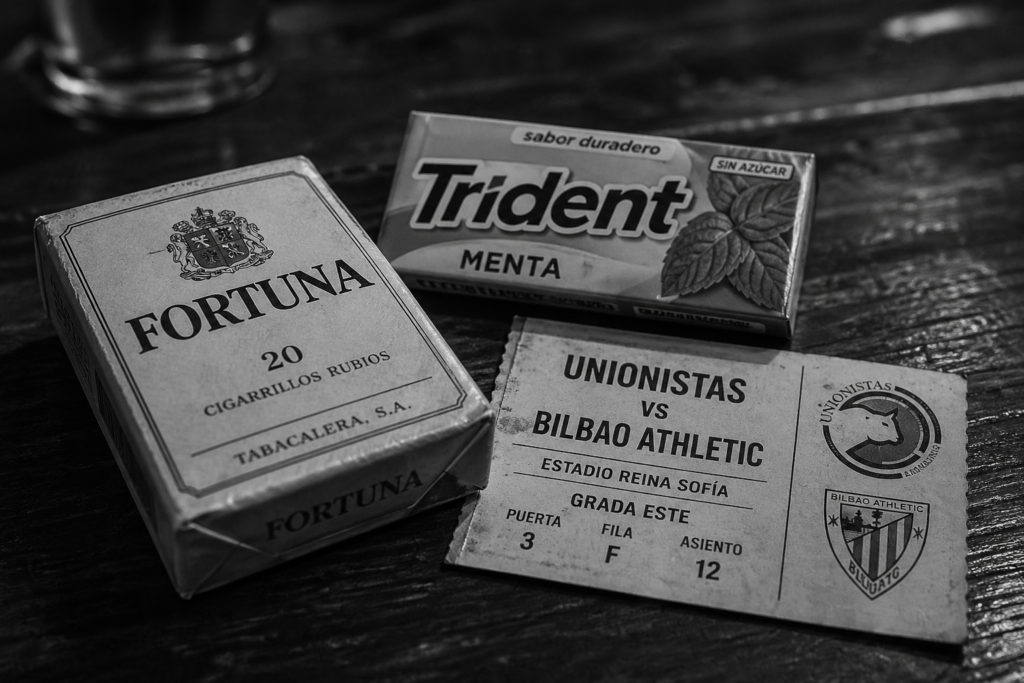 FORTUNA
20
CIGARRILLOS RUBIOS
TABACALERA, S.A.
FORTUNA
sabor duradero
SIN AZÚCAR
Trident
MENTA
UNIONISTAS
VS
BILBAO ATHLETIC
ESTADIO REINA SOFÍA
GRADA ESTE
PUERTA FILA ASIENTO
3 F 12
UNIONISTAS
BILBAO ATHLETIC